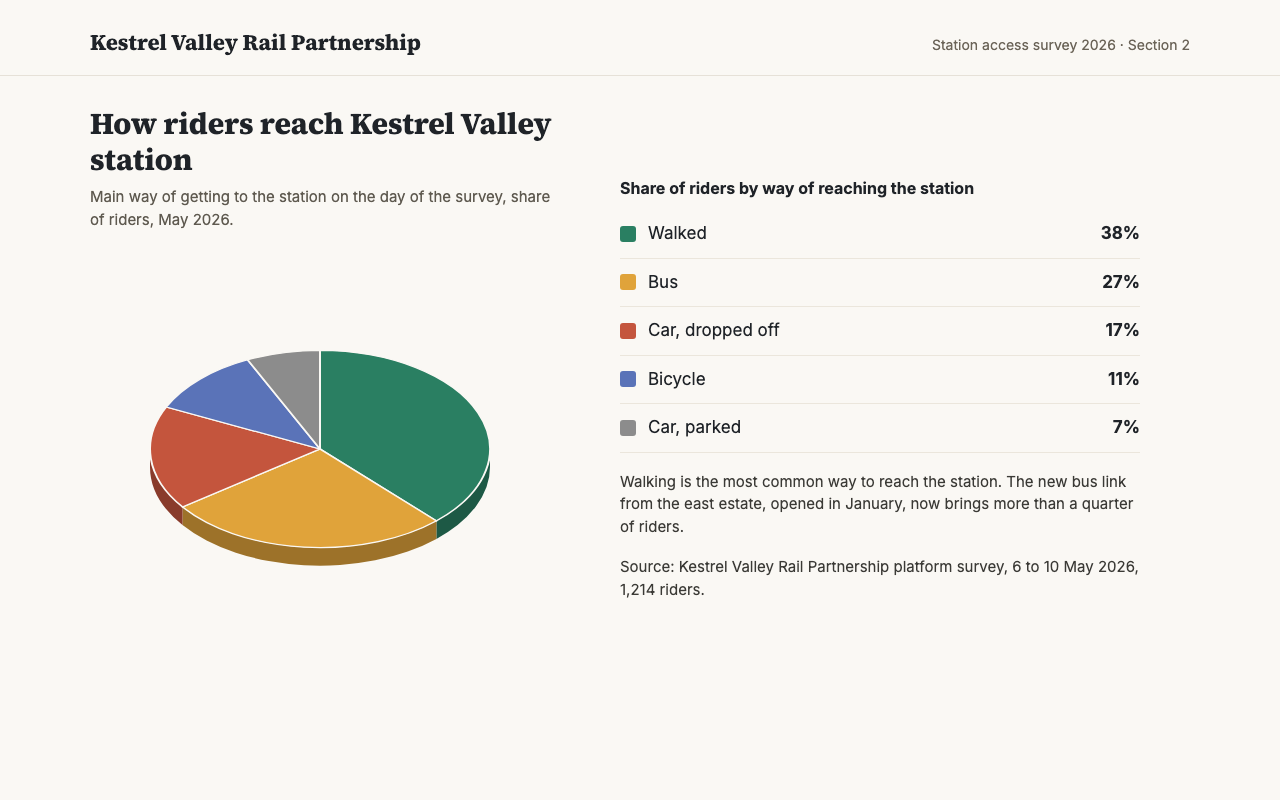 Kestrel Valley Rail Partnership
Station access survey 2026 · Section 2
How riders reach Kestrel Valley
station
Main way of getting to the station on the day of the survey, share
of riders, May 2026.
Share of riders by way of reaching the station
Walked 38%
Bus 27%
Car, dropped off 17%
Bicycle 11%
Car, parked 7%
Walking is the most common way to reach the station. The new bus link
from the east estate, opened in January, now brings more than a quarter
of riders.
Source: Kestrel Valley Rail Partnership platform survey, 6 to 10 May 2026,
1,214 riders.